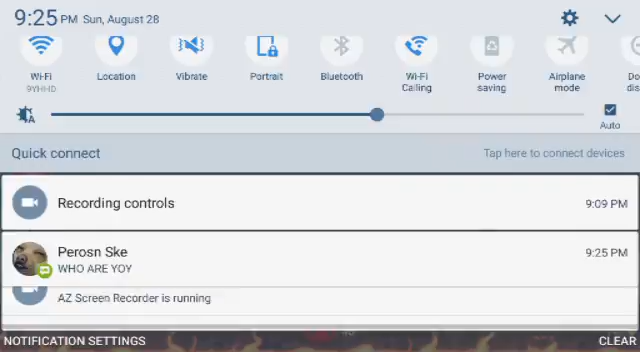 9:25 PM Sun, August 28
Wi-Fi
9YHHD
Location
Vibrate
Portrait
Bluetooth
Wi-Fi
Calling
Power
saving
Airplane
mode
Do
dis
A
Auto
Quick connect
Tap here to connect devices
Recording controls
9:09 PM
Perosn Ske
9:25 PM
WHO ARE YOY
AZ Screen Recorder is running
NOTIFICATION SETTINGS
CLEAR